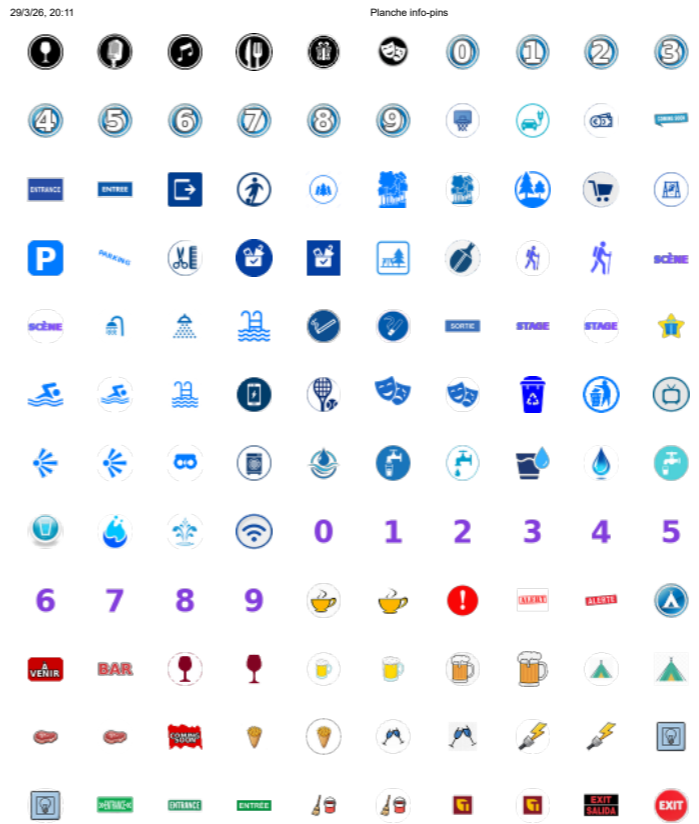 29/3/26, 20:11 Planche info-pins
0 1 2 3
4 5 6 7 8 9 COMING SOON
ENTRANCE ENTREE
P PARKING SCÈNE
SCÈNE SORTIE STAGE STAGE
0 1 2 3 4 5
6 7 8 9 ! ALERT ALERTE
À VENIR BAR
COMING SOON
ENTRANCE ENTRANCE ENTRÉE EXIT SALIDA EXIT